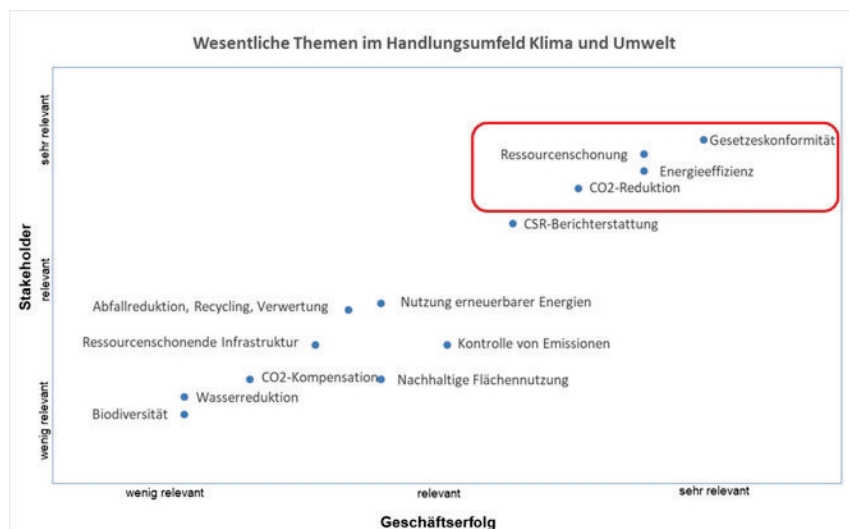 Wesentliche Themen im Handlungsumfeld Klima und Umwelt
sehr relevant
relevant
wenig relevant
Stakeholder
Gesetzeskonformität
Ressourcenschonung
Energieeffizienz
CO2-Reduktion
CSR-Berichterstattung
Nutzung erneuerbarer Energien
Abfallreduktion, Recycling, Verwertung
Ressourcenschonende Infrastruktur
Kontrolle von Emissionen
CO2-Kompensation
Nachhaltige Flächennutzung
Wasserreduktion
Biodiversität
wenig relevant
relevant
sehr relevant
Geschäftserfolg